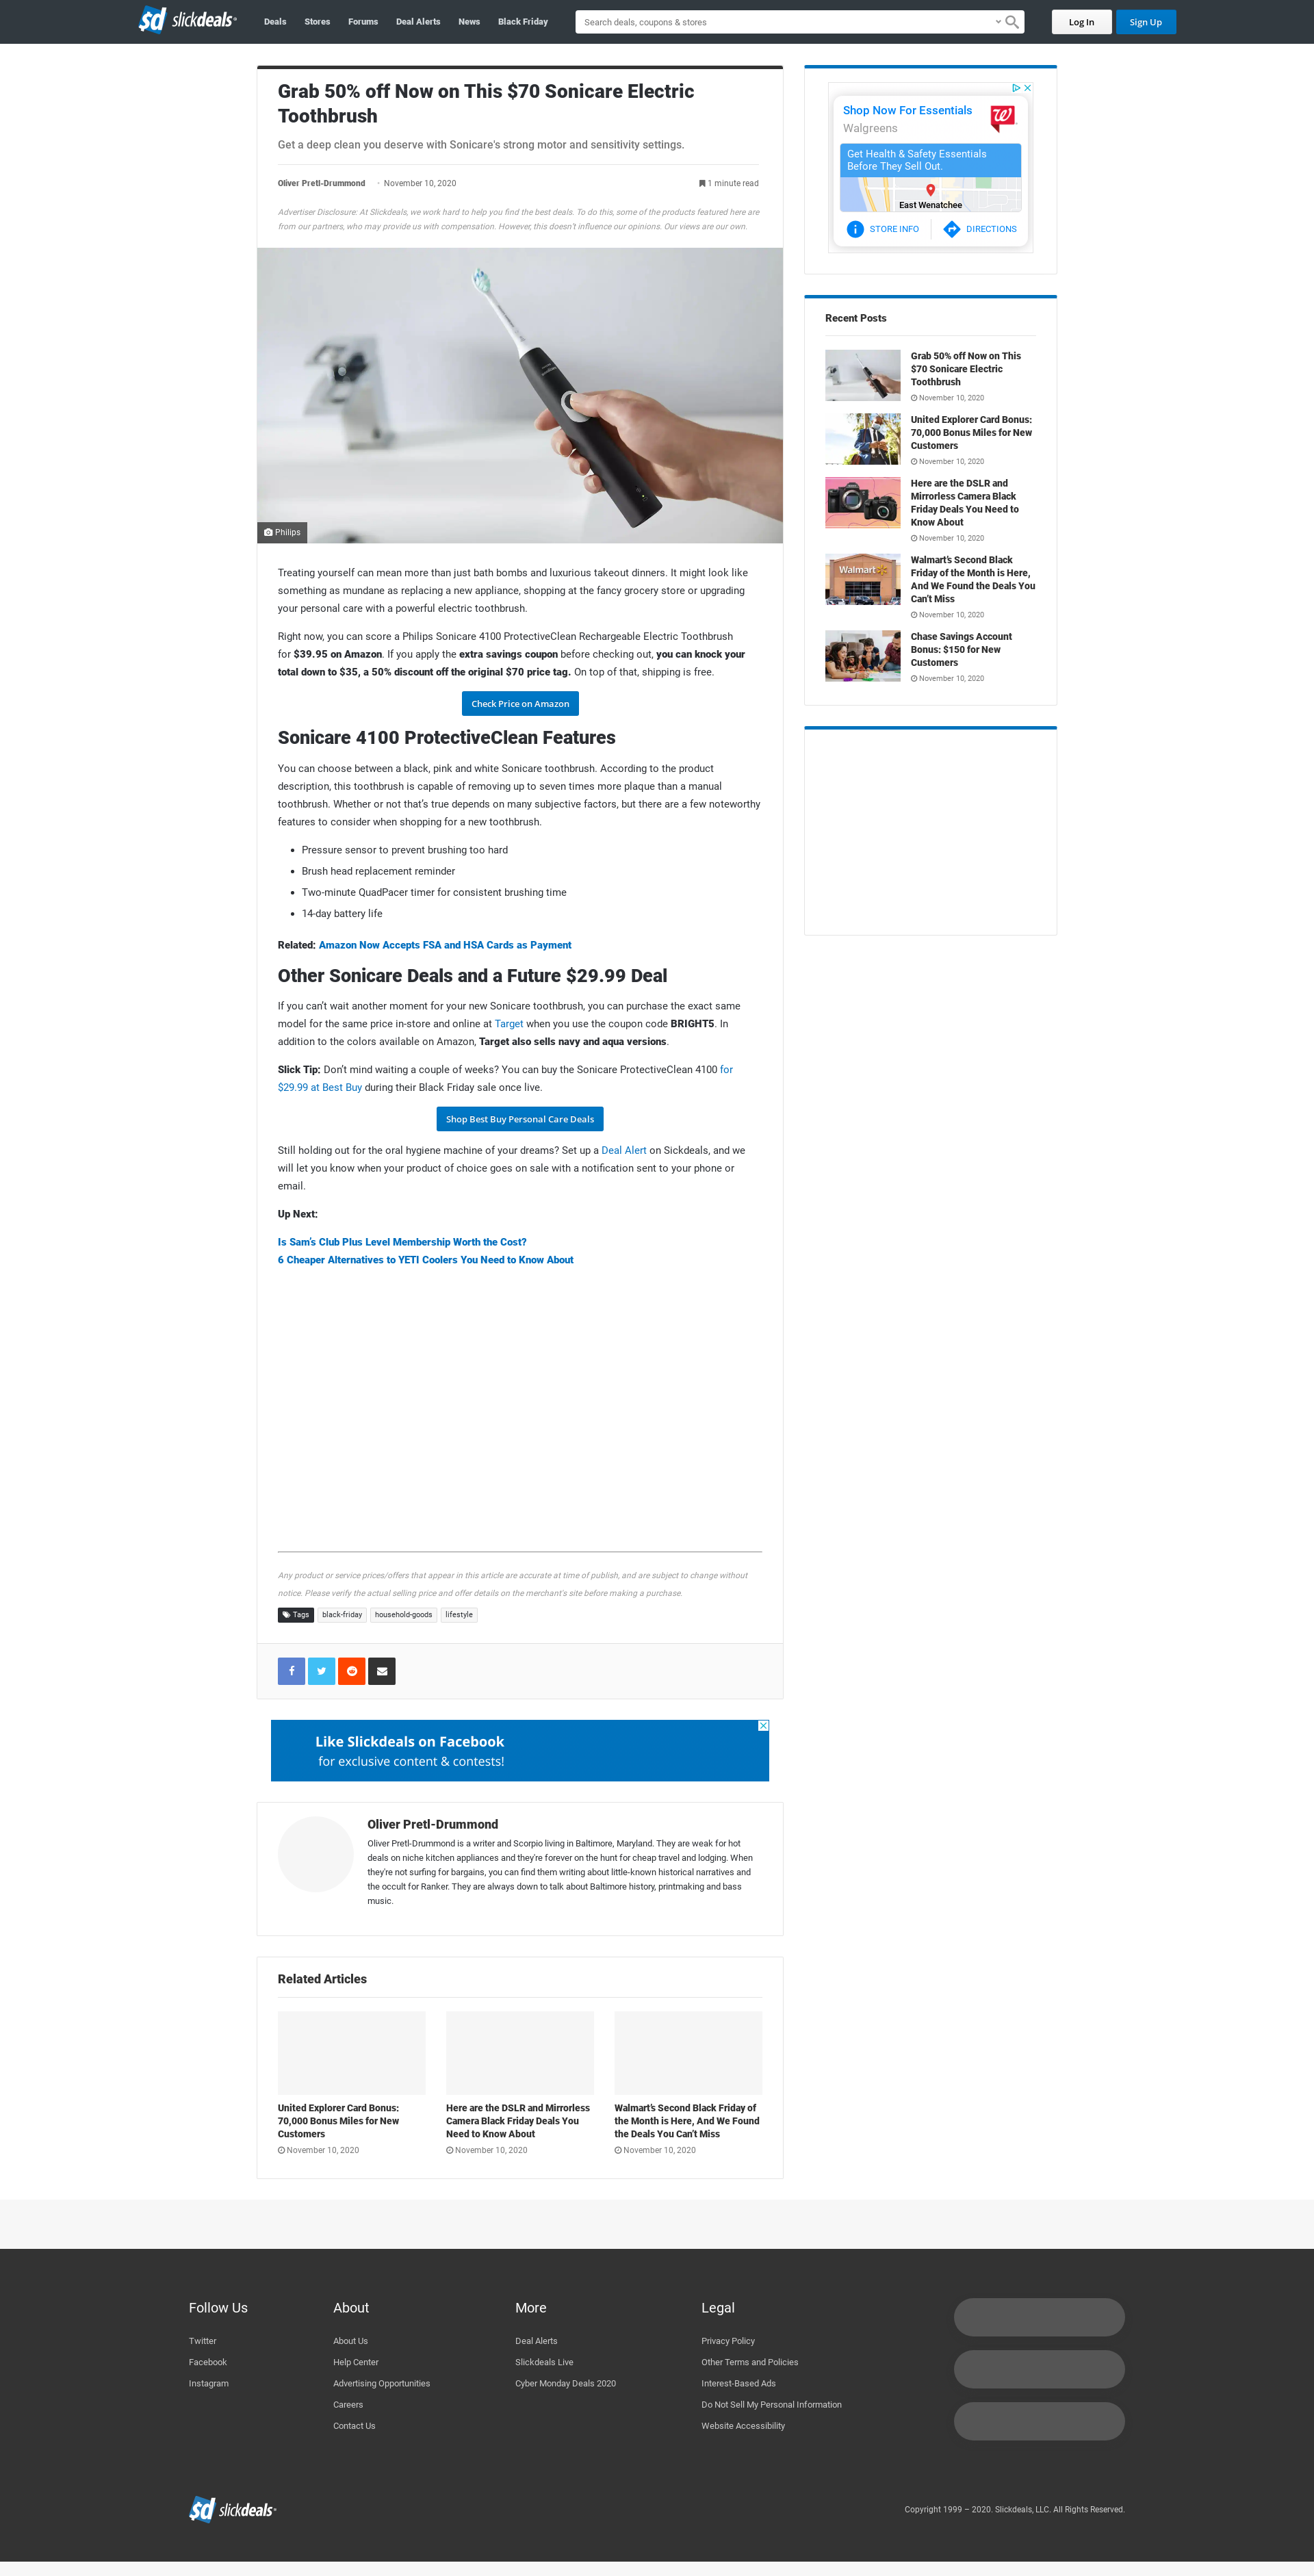 slickdeals
Deals
Stores
Forums
Deal Alerts
News
Black Friday
Search deals, coupons & stores
Log In
Sign Up
Grab 50% off Now on This $70 Sonicare Electric
Toothbrush
Get a deep clean you deserve with Sonicare's strong motor and sensitivity settings.
Oliver Pretl-Drummond · November 10, 2020
1 minute read
Advertiser Disclosure: At Slickdeals, we work hard to help you find the best deals. To do this, some of the products featured here are
from our partners, who may provide us with compensation. However, this doesn't influence our opinions. Our views are our own.
Philips
Treating yourself can mean more than just bath bombs and luxurious takeout dinners. It might look like
something as mundane as replacing a new appliance, shopping at the fancy grocery store or upgrading
your personal care with a powerful electric toothbrush.
Right now, you can score a Philips Sonicare 4100 ProtectiveClean Rechargeable Electric Toothbrush
for $39.95 on Amazon. If you apply the extra savings coupon before checking out, you can knock your
total down to $35, a 50% discount off the original $70 price tag. On top of that, shipping is free.
Check Price on Amazon
Sonicare 4100 ProtectiveClean Features
You can choose between a black, pink and white Sonicare toothbrush. According to the product
description, this toothbrush is capable of removing up to seven times more plaque than a manual
toothbrush. Whether or not that's true depends on many subjective factors, but there are a few noteworthy
features to consider when shopping for a new toothbrush.
• Pressure sensor to prevent brushing too hard
• Brush head replacement reminder
• Two-minute QuadPacer timer for consistent brushing time
• 14-day battery life
Related: Amazon Now Accepts FSA and HSA Cards as Payment
Other Sonicare Deals and a Future $29.99 Deal
If you can't wait another moment for your new Sonicare toothbrush, you can purchase the exact same
model for the same price in-store and online at Target when you use the coupon code BRIGHT5. In
addition to the colors available on Amazon, Target also sells navy and aqua versions.
Slick Tip: Don't mind waiting a couple of weeks? You can buy the Sonicare ProtectiveClean 4100 for
$29.99 at Best Buy during their Black Friday sale once live.
Shop Best Buy Personal Care Deals
Still holding out for the oral hygiene machine of your dreams? Set up a Deal Alert on Sickdeals, and we
will let you know when your product of choice goes on sale with a notification sent to your phone or
email.
Up Next:
Is Sam's Club Plus Level Membership Worth the Cost?
6 Cheaper Alternatives to YETI Coolers You Need to Know About
Any product or service prices/offers that appear in this article are accurate at time of publish, and are subject to change without
notice. Please verify the actual selling price and offer details on the merchant's site before making a purchase.
Tags
black-friday
household-goods
lifestyle
Like Slickdeals on Facebook
for exclusive content & contests!
Oliver Pretl-Drummond
Oliver Pretl-Drummond is a writer and Scorpio living in Baltimore, Maryland. They are weak for hot
deals on niche kitchen appliances and they're forever on the hunt for cheap travel and lodging. When
they're not surfing for bargains, you can find them writing about little-known historical narratives and
the occult for Ranker. They are always down to talk about Baltimore history, printmaking and bass
music.
Related Articles
United Explorer Card Bonus:
70,000 Bonus Miles for New
Customers
November 10, 2020
Here are the DSLR and Mirrorless
Camera Black Friday Deals You
Need to Know About
November 10, 2020
Walmart's Second Black Friday of
the Month is Here, And We Found
the Deals You Can't Miss
November 10, 2020
Shop Now For Essentials
Walgreens
Get Health & Safety Essentials
Before They Sell Out.
East Wenatchee
STORE INFO
DIRECTIONS
Recent Posts
Grab 50% off Now on This
$70 Sonicare Electric
Toothbrush
November 10, 2020
United Explorer Card Bonus:
70,000 Bonus Miles for New
Customers
November 10, 2020
Here are the DSLR and
Mirrorless Camera Black
Friday Deals You Need to
Know About
November 10, 2020
Walmart
Walmart's Second Black
Friday of the Month is Here,
And We Found the Deals You
Can't Miss
November 10, 2020
Chase Savings Account
Bonus: $150 for New
Customers
November 10, 2020
Follow Us
Twitter
Facebook
Instagram
About
About Us
Help Center
Advertising Opportunities
Careers
Contact Us
More
Deal Alerts
Slickdeals Live
Cyber Monday Deals 2020
Legal
Privacy Policy
Other Terms and Policies
Interest-Based Ads
Do Not Sell My Personal Information
Website Accessibility
slickdeals
Copyright 1999 – 2020. Slickdeals, LLC. All Rights Reserved.